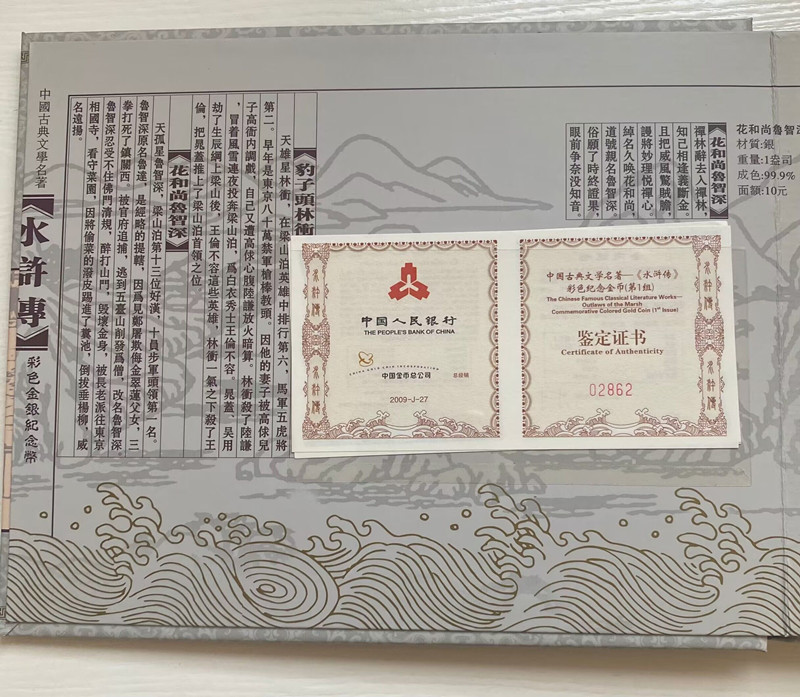 花和尚魯智深
材質:銀
重量:1盎司
成色:99.9%
面額:10元
《花和尚魯智深》
禪林辭去入禪林,
知己相逢義斷金。
且把威風驚賊膽,
謾將妙理悦禪心。
綽名久唤花和尚,
道號親名魯智深。
俗願了時終證果,
眼前争奈没知音。
《豹子頭林衝》
天雄星林衝,在梁山泊英雄中排行第六,馬軍五虎將
第二。早年是東京八十萬禁軍槍棒教頭。因他的妻子被高俅兒
子高衙内調戲,自己又遭高俅心腹陸謙放火暗算。林衝殺了陸謙
,冒着風雪連夜投奔梁山泊,爲白衣秀士王倫不容。晁蓋、吴用
劫了生辰綱上梁山後,王倫不容這些英雄,林衝一氣之下殺了王
倫,把晁蓋推上了梁山泊首領之位
《花和尚魯智深》
天孤星魯智深,梁山泊第十三位好漢,十員步軍頭領第一名。
魯智深原名魯達,是經略的提轄,因爲見鄭屠欺侮金翠蓮父女,三
拳打死了鎮關西。被官府追捕,逃到五臺山削發爲僧,改名魯智深。
魯智深忍受不住佛門清規,醉打山門,毁壞金身,被長老派往東京
相國寺,看守菜園,因將偷菜的潑皮踢進了糞池,倒拔垂楊柳,威
名遠揚。
中國古典文學名著
《水滸傳》
彩色金銀紀念幣
中国人民银行
THE PEOPLE'S BANK OF CHINA
CHINA GOLD COIN INCORPORATION
中国金币总公司
总经销
2009-J-27
水浒传
中国古典文学名著—《水浒传》
彩色纪念金币(第1组)
The Chinese Famous Classical Literature Works—
Outlaws of the Marsh
Commemorative Colored Gold Coin (1st Issue)
鉴定证书
Certificate of Authenticity
02862
水浒传
水浒传